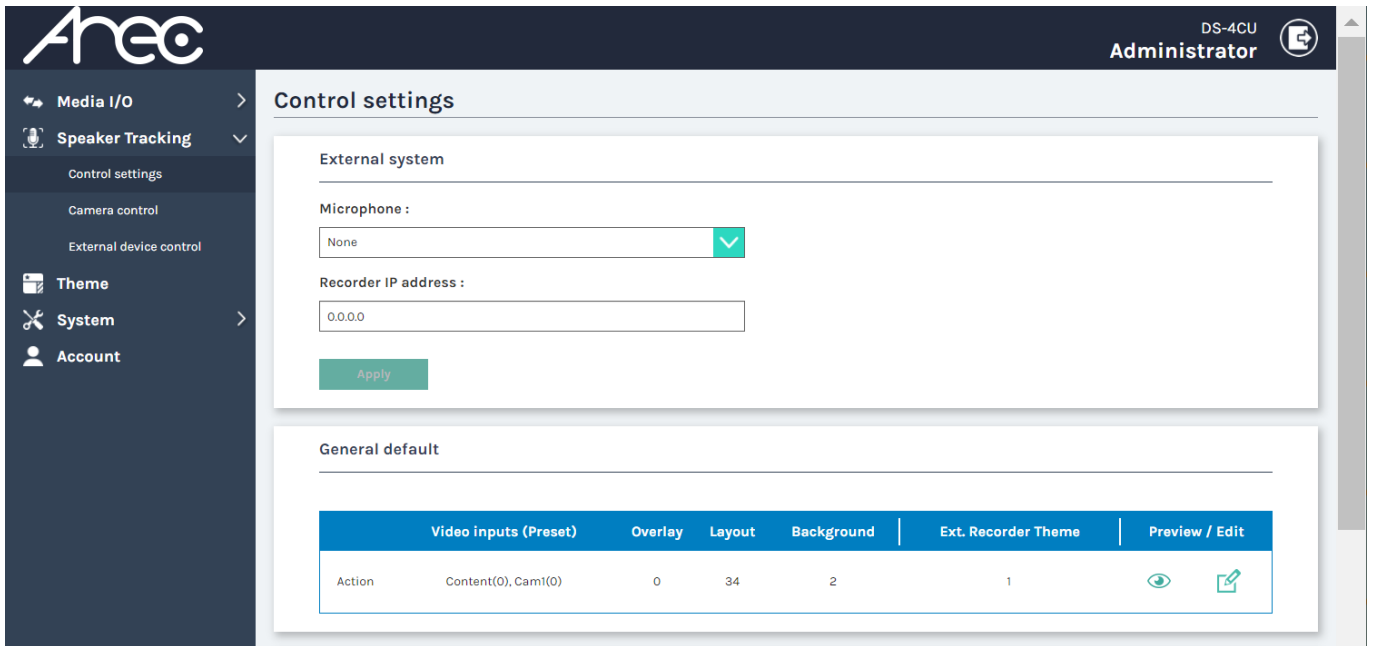 Arec
DS-4CU
Administrator
Media I/O
Speaker Tracking
Control settings
Camera control
External device control
Theme
System
Account
Control settings
External system
Microphone :
None
Recorder IP address :
0.0.0.0
Apply
General default
Video inputs (Preset) Overlay Layout Background Ext. Recorder Theme Preview / Edit
Action Content(0), Cam1(0) 0 34 2 1